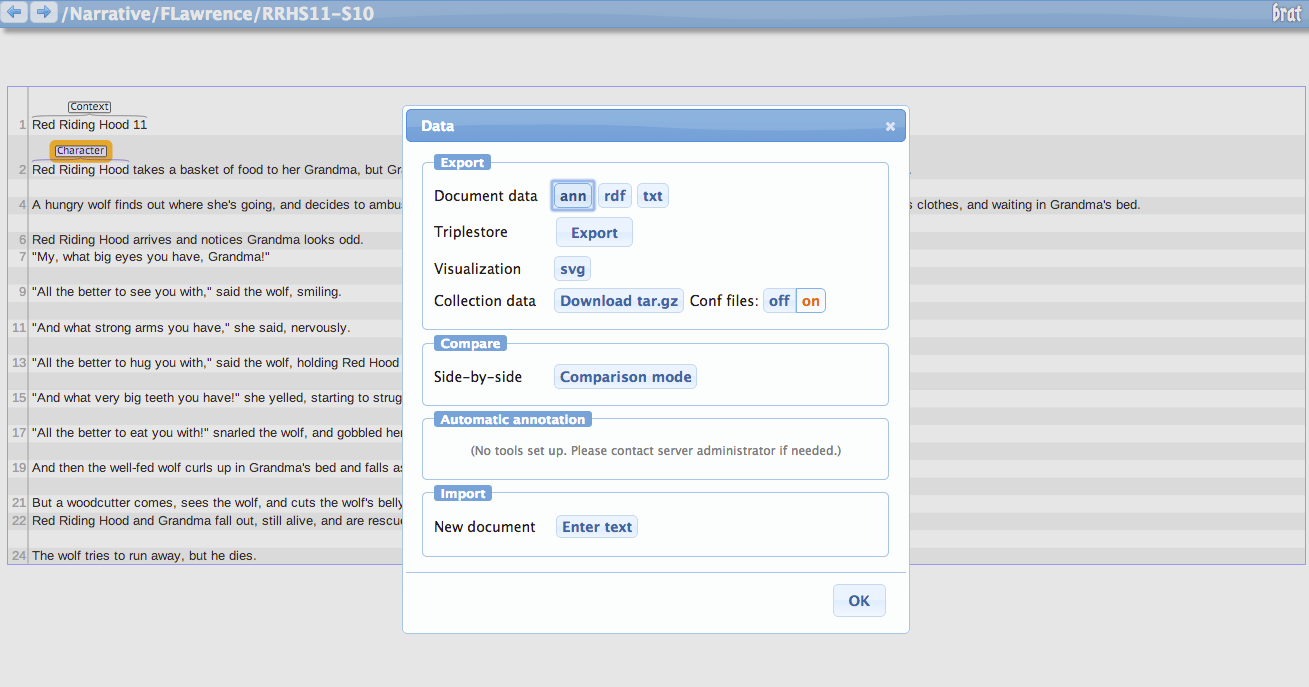 /Narrative/FLawrence/RRHS11-S10
brat
Context
1 Red Riding Hood 11
Character
2 Red Riding Hood takes a basket of food to her Grandma, but
4 A hungry wolf finds out where she's going, and decides to clothes, and waiting in Grandma's bed.
6 Red Riding Hood arrives and notices Grandma looks odd.
7 "My, what big eyes you have, Grandma!"
9 "All the better to see you with," said the wolf, smiling.
11 "And what strong arms you have," she said, nervously.
13 "All the better to hug you with," said the wolf, holding Red Hood
15 "And what very big teeth you have!" she yelled, starting to
17 "All the better to eat you with!" snarled the wolf, and gobbled
19 And then the well-fed wolf curls up in Grandma's bed and falls
21 But a woodcutter comes, sees the wolf, and cuts the wolf's belly
22 Red Riding Hood and Grandma fall out, still alive, and are
24 The wolf tries to run away, but he dies.
Data ×
Export
Document data ann rdf txt
Triplestore Export
Visualization svg
Collection data Download tar.gz Conf files: off on
Compare
Side-by-side Comparison mode
Automatic annotation
(No tools set up. Please contact server administrator if needed.)
Import
New document Enter text
OK